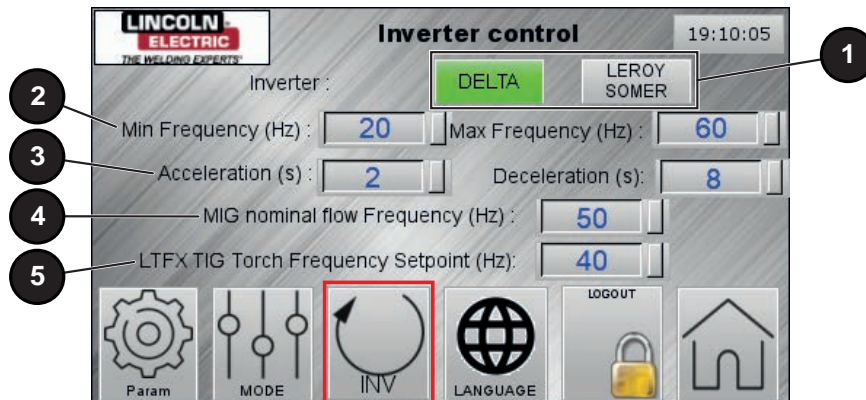 LINCOLN
ELECTRIC
THE WELDING EXPERTS®
Inverter control
19:10:05
1
Inverter :
DELTA
LEROY
SOMER
2
Min Frequency (Hz) :
20
Max Frequency (Hz) :
60
3
Acceleration (s) :
2
Deceleration (s):
8
4
MIG nominal flow Frequency (Hz) :
50
5
LTFX TIG Torch Frequency Setpoint (Hz):
40
Param
MODE
INV
LANGUAGE
LOGOUT